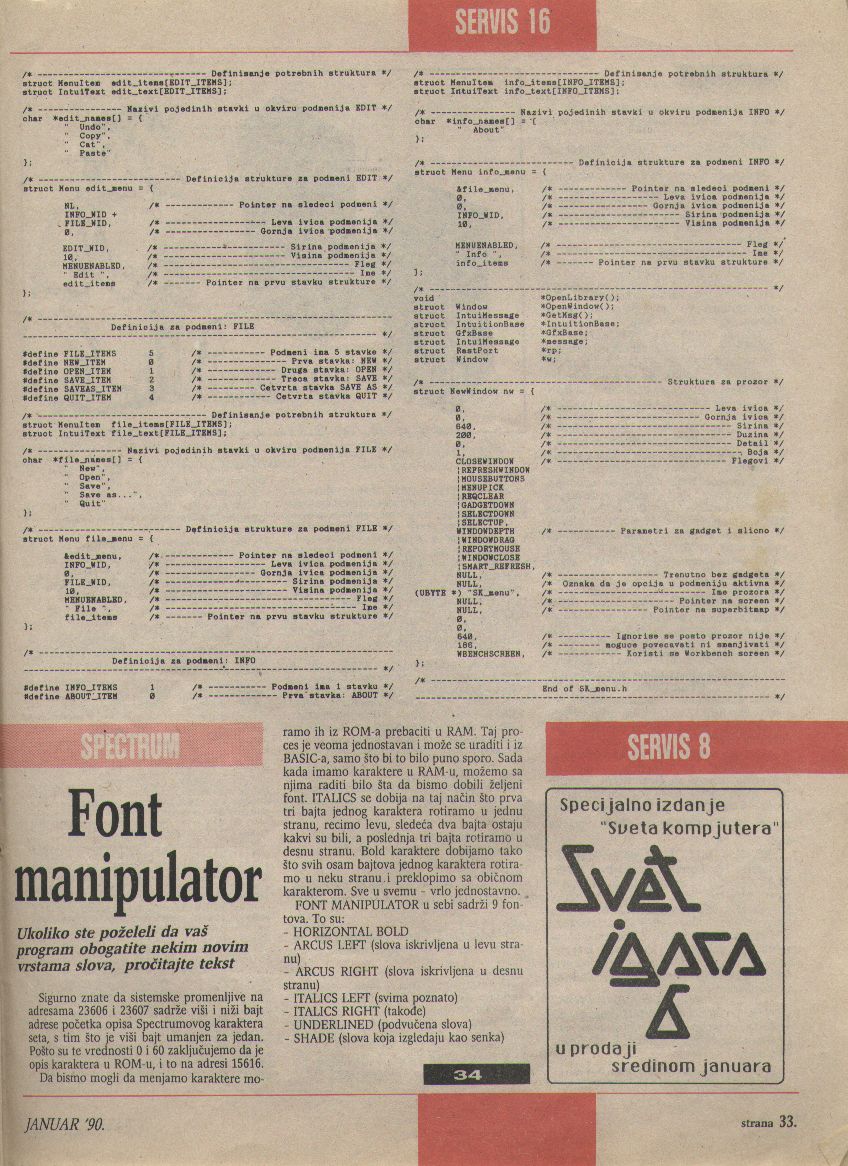 SERVIS 16
/* ------------------------------ Definisanje potrebnih struktura */
struct MenuItem edit_items[EDIT_ITEMS];
struct IntuiText edit_text[EDIT_ITEMS];
/* --------------- Nazivi pojedinih stavki u okviru podmenija EDIT */
char *edit_names[] = {
" Undo",
" Copy",
" Cat",
" Paste"
};
/* ------------------------- Definicija strukture za podmeni EDIT */
struct Menu edit_menu = {
NL, /* ------------ Pointer na sledeci podmeni */
INFO_WID +
FILE_WID, /* ------------------- Leva ivica podmenija */
0, /* ----------------- Gornja ivica podmenija */
EDIT_WID, /* ---------------------- Sirina podmenija */
10, /* ---------------------- Visina podmenija */
MENUENABLED, /* ---------------------------------- Fleg */
" Edit ", /* ----------------------------------- Ime */
edit_items /* ------- Pointer na prvu stavku strukture */
};
/* ------------------------------------------------------------------
Definicija za podmeni: FILE
------------------------------------------------------------------ */
#define FILE_ITEMS 5 /* ---------- Podmeni ima 5 stavke */
#define NEW_ITEM 0 /* -------------- Prva stavka: NEW */
#define OPEN_ITEM 1 /* ------------ Druga stavka: OPEN */
#define SAVE_ITEM 2 /* ------------ Treca stavka: SAVE */
#define SAVEAS_ITEM 3 /* -------- Cetvrta stavka SAVE AS */
#define QUIT_ITEM 4 /* ----------- Cetvrta stavka QUIT */
/* ------------------------------ Definisanje potrebnih struktura */
struct MenuItem file_items[FILE_ITEMS];
struct IntuiText file_text[FILE_ITEMS];
/* --------------- Nazivi pojedinih stavki u okviru podmenija FILE */
char *file_names[] = {
" New",
" Open",
" Save",
" Save as...",
" Quit"
};
/* ------------------------- Definicija strukture za podmeni FILE */
struct Menu file_menu = {
&edit_menu, /* ------------ Pointer na sledeci podmeni */
INFO_WID, /* ------------------- Leva ivica podmenija */
0, /* ----------------- Gornja ivica podmenija */
FILE_WID, /* ---------------------- Sirina podmenija */
10, /* ---------------------- Visina podmenija */
MENUENABLED, /* ---------------------------------- Fleg */
" File ", /* ----------------------------------- Ime */
file_items /* ------- Pointer na prvu stavku strukture */
};
/* ------------------------------------------------------------------
Definicija za podmeni: INFO
------------------------------------------------------------------ */
#define INFO_ITEMS 1 /* ----------- Podmeni ima 1 stavku */
#define ABOUT_ITEM 0 /* ------------- Prva stavka: ABOUT */
/* ------------------------------ Definisanje potrebnih struktura */
struct MenuItem info_items[INFO_ITEMS];
struct IntuiText info_text[INFO_ITEMS];
/* --------------- Nazivi pojedinih stavki u okviru podmenija INFO */
char *info_names[] = {
" About"
};
/* ------------------------- Definicija strukture za podmeni INFO */
struct Menu info_menu = {
&file_menu, /* ------------ Pointer na sledeci podmeni */
0, /* ------------------- Leva ivica podmenija */
0, /* ----------------- Gornja ivica podmenija */
INFO_WID, /* ---------------------- Sirina podmenija */
10, /* ---------------------- Visina podmenija */
MENUENABLED, /* ---------------------------------- Fleg */
" Info ", /* ----------------------------------- Ime */
info_items /* ------- Pointer na prvu stavku strukture */
};
/* ------------------------------------------------------------------ */
void *OpenLibrary();
struct Window *OpenWindow();
struct IntuiMessage *GetMsg();
struct IntuitionBase *IntuitionBase;
struct GfxBase *GfxBase;
struct IntuiMessage *message;
struct RastPort *rp;
struct Window *w;
/* ------------------------------------------ Struktura za prozor */
struct NewWindow nw = {
0, /* ---------------------------- Leva ivica */
0, /* -------------------------- Gornja ivica */
640, /* -------------------------------- Sirina */
200, /* -------------------------------- Duzina */
0, /* -------------------------------- Detail */
1, /* ---------------------------------- Boja */
CLOSEWINDOW /* ------------------------------- Flegovi */
|REFRESHWINDOW
|MOUSEBUTTONS
|MENUPICK
|REQCLEAR
|GADGETDOWN
|SELECTDOWN
|SELECTUP,
WINDOWDEPTH /* ----------- Parametri za gadget i slicno */
|WINDOWDRAG
|REPORTMOUSE
|WINDOWCLOSE
|SMART_REFRESH,
NULL, /* ------------------ Trenutno bez gadgeta */
NULL, /* Oznaka da je opcija u podmeniju aktivna */
(UBYTE *) "SK_menu", /* --------------------------- Ime prozora */
NULL, /* --------------------- Pointer na screen */
NULL, /* ---------------- Pointer na superbitmap */
0,
0,
640, /* --------- Ignorise se posto prozor nije */
186, /* --------- moguce povecavati ni smanjivati */
WBENCHSCREEN, /* ----------- Koristi se Workbench screen */
};
/* ------------------------------------------------------------------
End of SK_menu.h
------------------------------------------------------------------ */
SPECTRUM
Font
manipulator
Ukoliko ste poželeli da vaš
program obogatite nekim novim
vrstama slova, pročitajte tekst
Sigurno znate da sistemske promenljive na
adresama 23606 i 23607 sadrže viši i niži bajt
adrese početka opisa Spectrumovog karaktera
seta, s tim što je viši bajt umanjen za jedan.
Pošto su te vrednosti 0 i 60 zaključujemo da je
opis karaktera u ROM-u, i to na adresi 15616.
Da bismo mogli da menjamo karaktere mo-
ramo ih iz ROM-a prebaciti u RAM. Taj pro-
ces je veoma jednostavan i može se uraditi i iz
BASIC-a, samo što bi to bilo puno sporo. Sada
kada imamo karaktere u RAM-u, možemo sa
njima raditi bilo šta da bismo dobili željeni
font. ITALICS se dobija na taj način što prva
tri bajta jednog karaktera rotiramo u jednu
stranu, recimo levu, sledeća dva bajta ostaju
kakvi su bili, a poslednja tri bajta rotiramo u
desnu stranu. Bold karaktere dobijamo tako
što svih osam bajtova jednog karaktera rotira-
mo u neku stranu i preklopimo sa običnom
karakterom. Sve u svemu – vrlo jednostavno.
FONT MANIPULATOR u sebi sadrži 9 fon-
tova. To su:
– HORIZONTAL BOLD
– ARCUS LEFT (slova iskrivljena u levu stra-
nu)
– ARCUS RIGHT (slova iskrivljena u desnu
stranu)
– ITALICS LEFT (svima poznato)
– ITALICS RIGHT (takođe)
– UNDERLINED (podvučena slova)
– SHADE (slova koja izgledaju kao senka)
34
SERVIS 8
Specijalno izdanje
"Sveta kompjutera"
Svet
igara
6
u prodaji
sredinom januara
JANUAR '90.
strana 33.